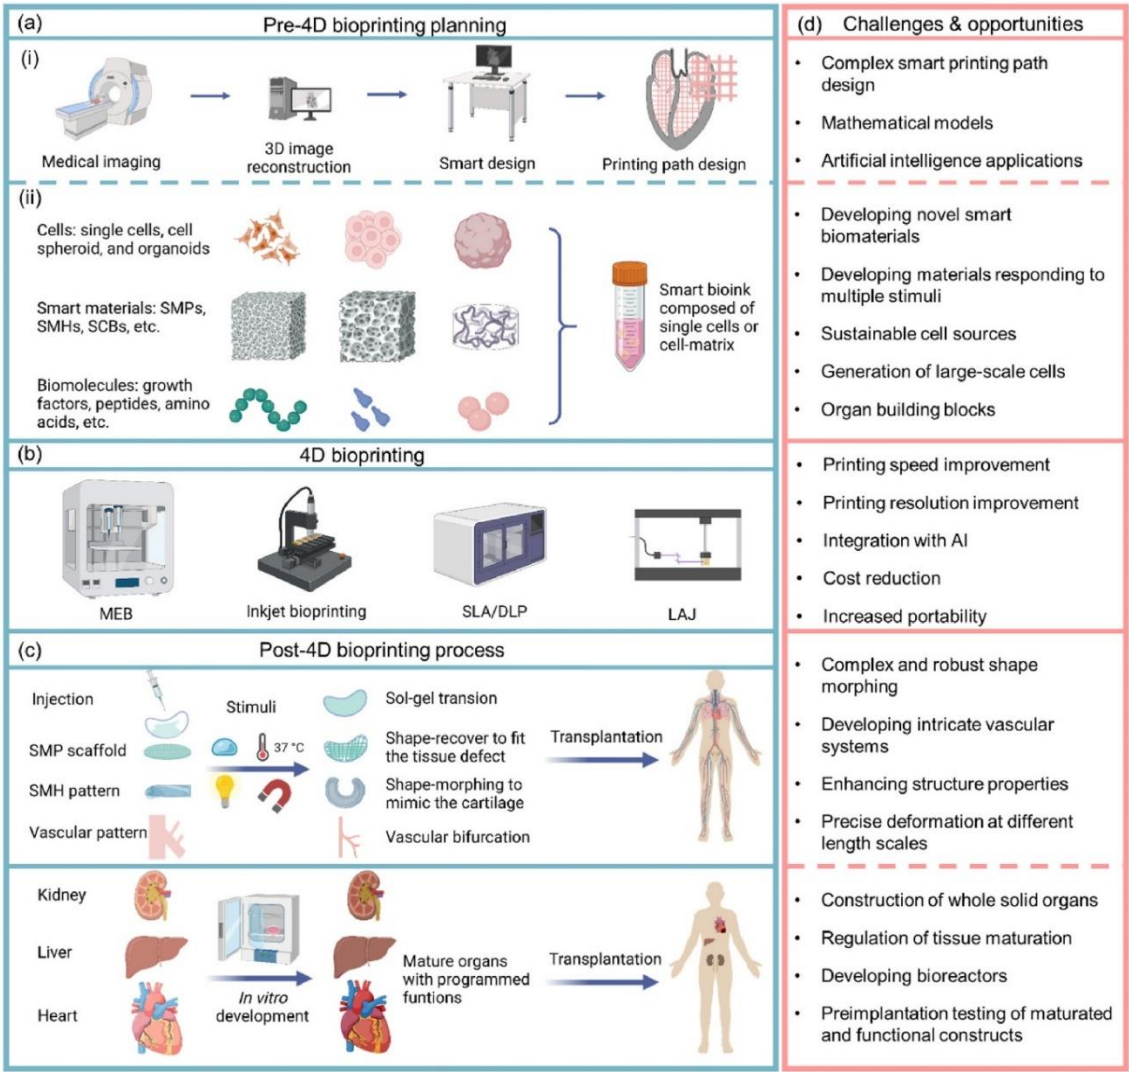 (a) Pre-4D bioprinting planning
(i)
Medical imaging
3D image
reconstruction)
Smart design
Printing path design
(ii)
Cells: single cells, cell
spheroid, and organoids
Smart materials: SMPs,
SMHs, SCBs, etc.
Biomolecules: growth
factors, peptides, amino
acids, etc.
Smart bioink
composed of
single cells or
cell-matrix
(b) 4D bioprinting
MEB
Inkjet bioprinting
SLA/DLP
LAJ
(c) Post-4D bioprinting process
Injection
SMP scaffold
SMH pattern
Vascular pattern
Stimuli
37 °C
Sol-gel transion
Shape-recover to fit
the tissue defect
Shape-morphing to
mimic the cartilage
Vascular bifurcation
Transplantation
Kidney
Liver
Heart
In vitro
development
Mature organs
with programmed
funtions
Transplantation
(d) Challenges & opportunities
• Complex smart printing path
design
• Mathematical models
• Artificial intelligence applications
• Developing novel smart
biomaterials
• Developing materials responding to
multiple stimuli
• Sustainable cell sources
• Generation of large-scale cells
• Organ building blocks
• Printing speed improvement
• Printing resolution improvement
• Integration with AI
• Cost reduction
• Increased portability
• Complex and robust shape
morphing
• Developing intricate vascular
systems
• Enhancing structure properties
• Precise deformation at different
length scales
• Construction of whole solid organs
• Regulation of tissue maturation
• Developing bioreactors
• Preimplantation testing of maturated
and functional constructs